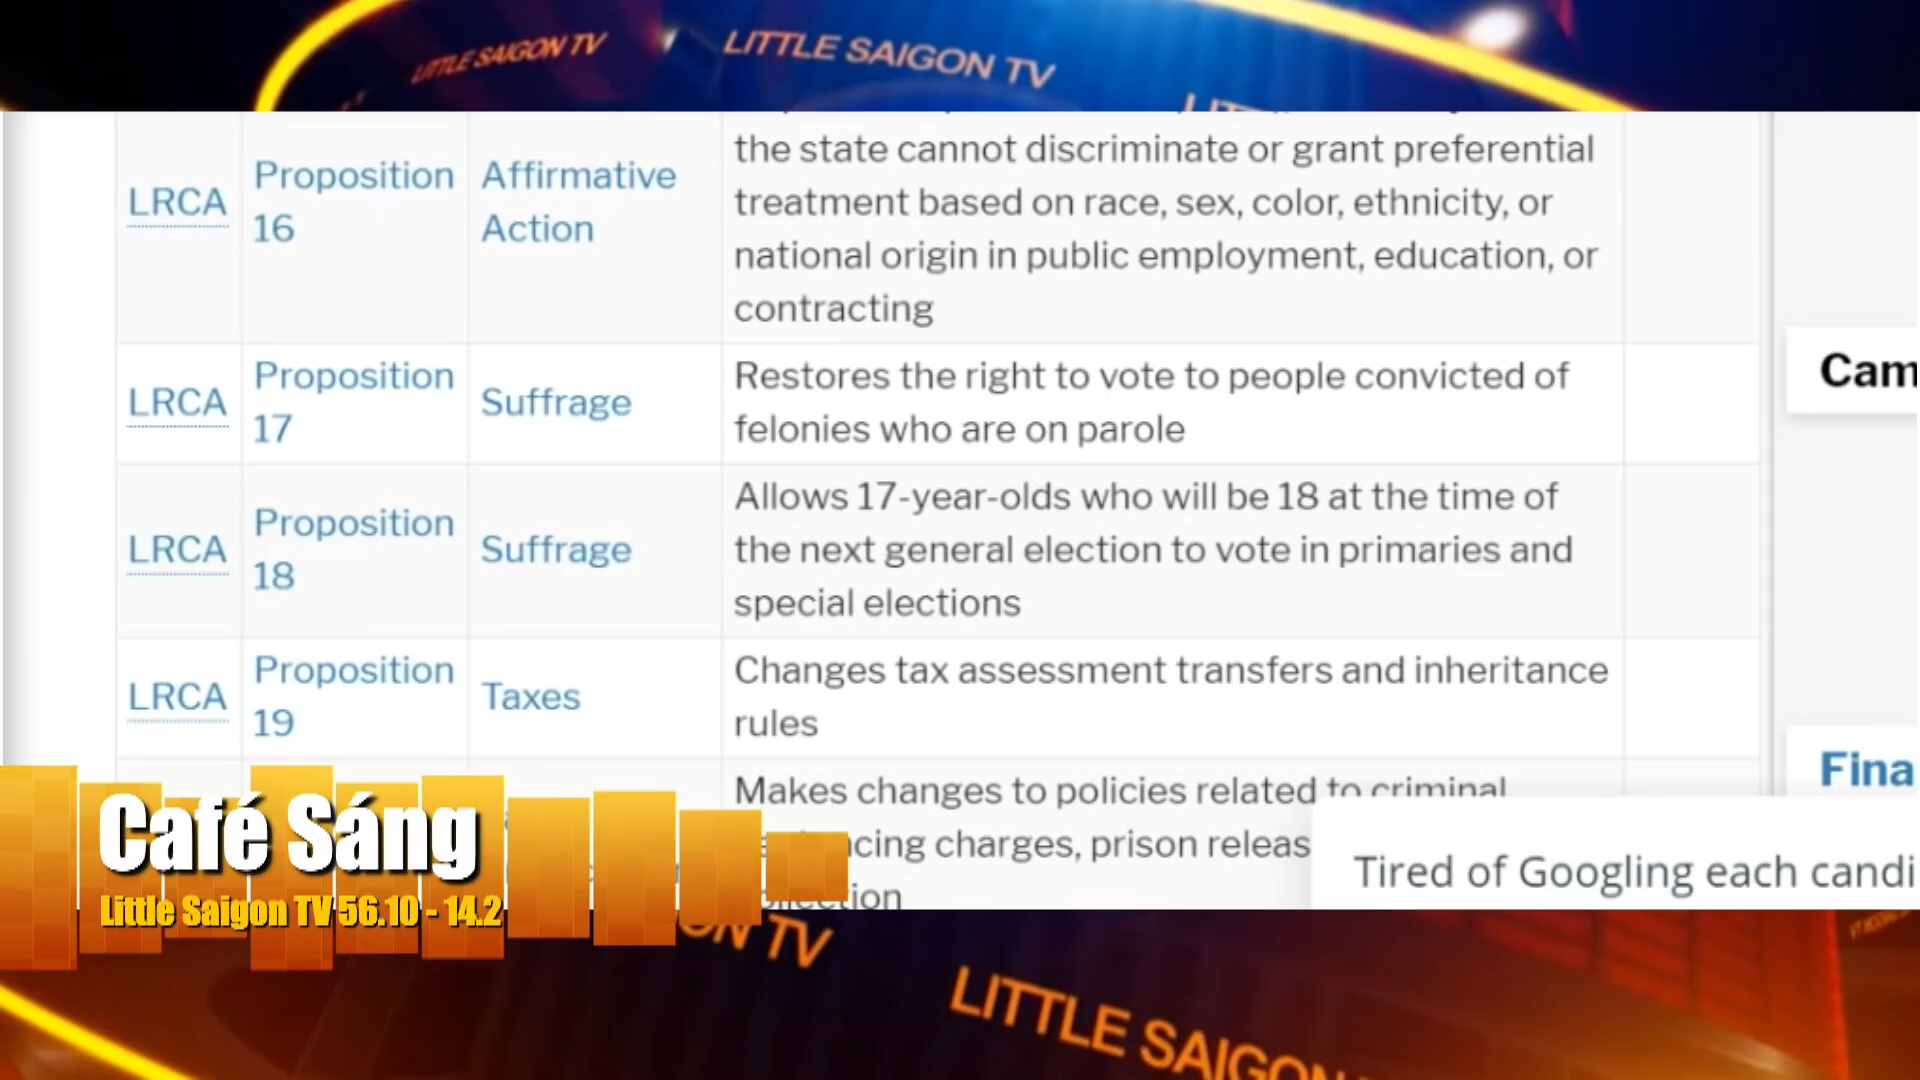 LITTLE SAIGON TV
LITTLE SAIGON TV
LRCA
Proposition
16
Affirmative
Action
the state cannot discriminate or grant preferential
treatment based on race, sex, color, ethnicity, or
national origin in public employment, education, or
contracting
LRCA
Proposition
17
Suffrage
Restores the right to vote to people convicted of
felonies who are on parole
LRCA
Proposition
18
Suffrage
Allows 17-year-olds who will be 18 at the time of
the next general election to vote in primaries and
special elections
LRCA
Proposition
19
Taxes
Changes tax assessment transfers and inheritance
rules
Makes changes to policies related to criminal
charges, prison releas
Cam
Fina
Tired of Googling each candi
Café Sáng
Little Saigon TV 56.10 - 14.2
ON TV
LITTLE SAIGON